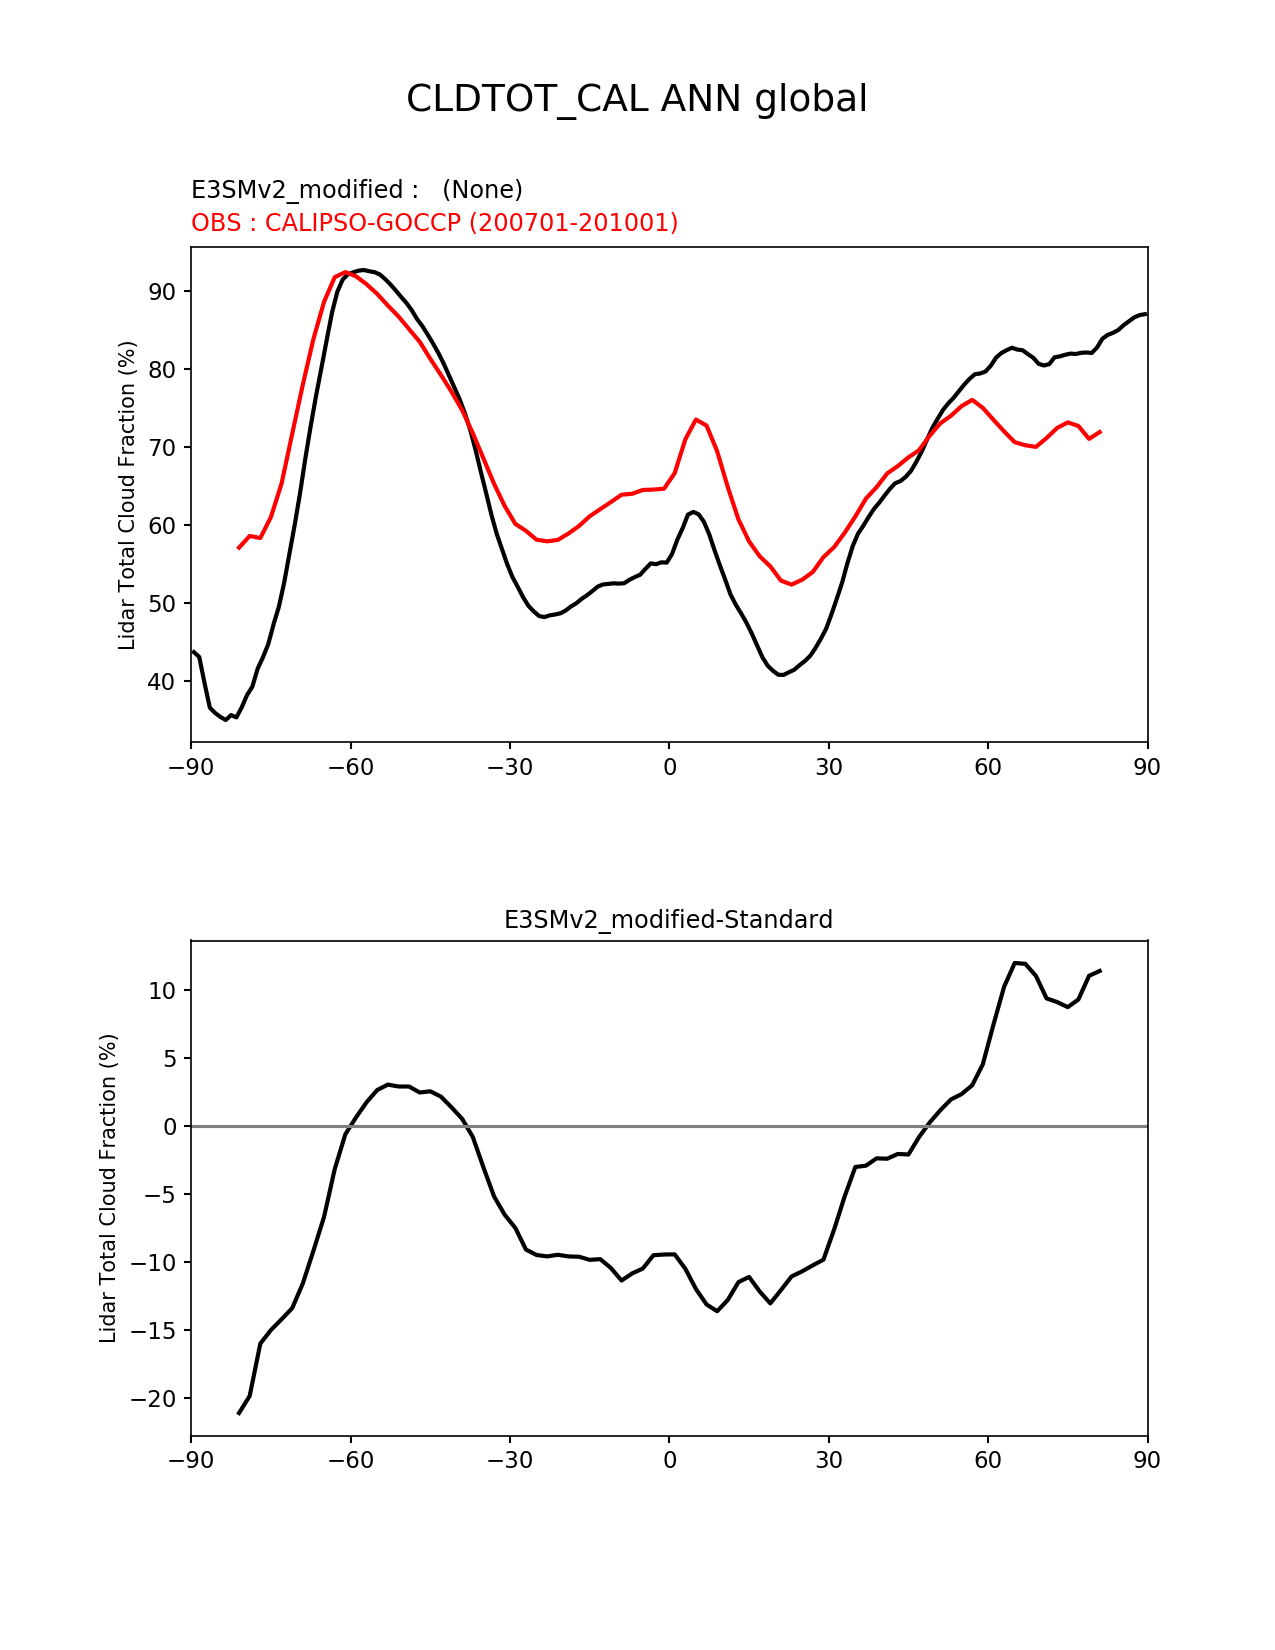 CLDTOT_CAL ANN global
E3SMv2_modified :   (None)
OBS : CALIPSO-GOCCP (200701-201001)
Lidar Total Cloud Fraction (%)
90
80
70
60
50
40
−90 −60 −30 0 30 60 90
E3SMv2_modified-Standard
Lidar Total Cloud Fraction (%)
10
5
0
−5
−10
−15
−20
−90 −60 −30 0 30 60 90